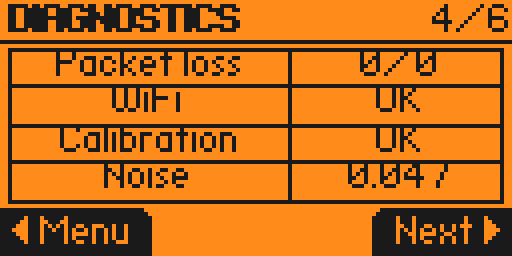 DIAGNOSTICS 4/6
Packet loss 0/0
WiFi OK
Calibration OK
Noise 0.047
Menu Next